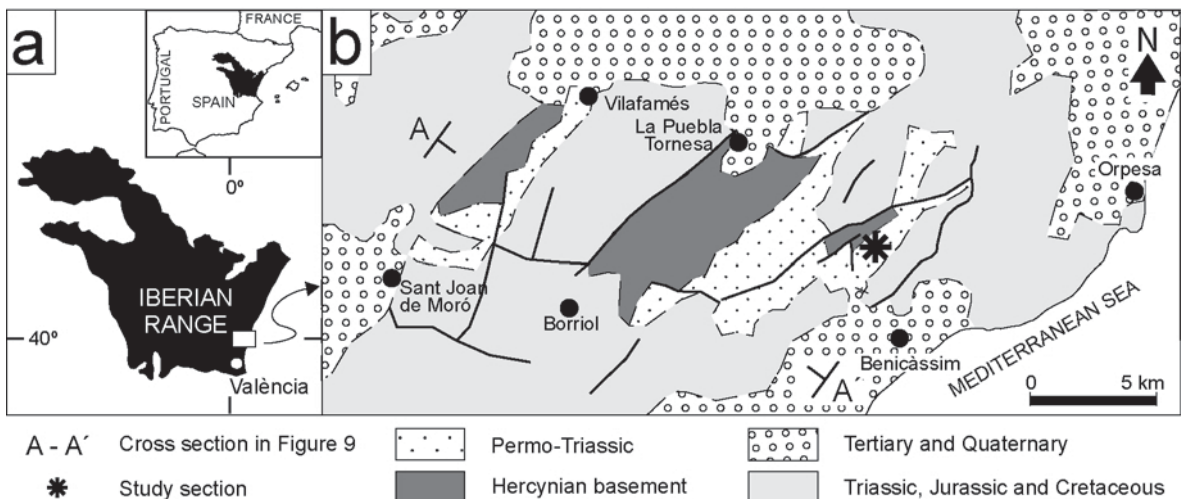 a
FRANCE
PORTUGAL
SPAIN
0º
IBERIAN
RANGE
40º
València
b
N
A
Vilafamés
La Puebla
Tornesa
Orpesa
Sant Joan
de Moró
Borriol
Benicàssim
A´
MEDITERRANEAN SEA
0 5 km
A - A´ Cross section in Figure 9
Permo-Triassic
Tertiary and Quaternary
Study section
Hercynian basement
Triassic, Jurassic and Cretaceous